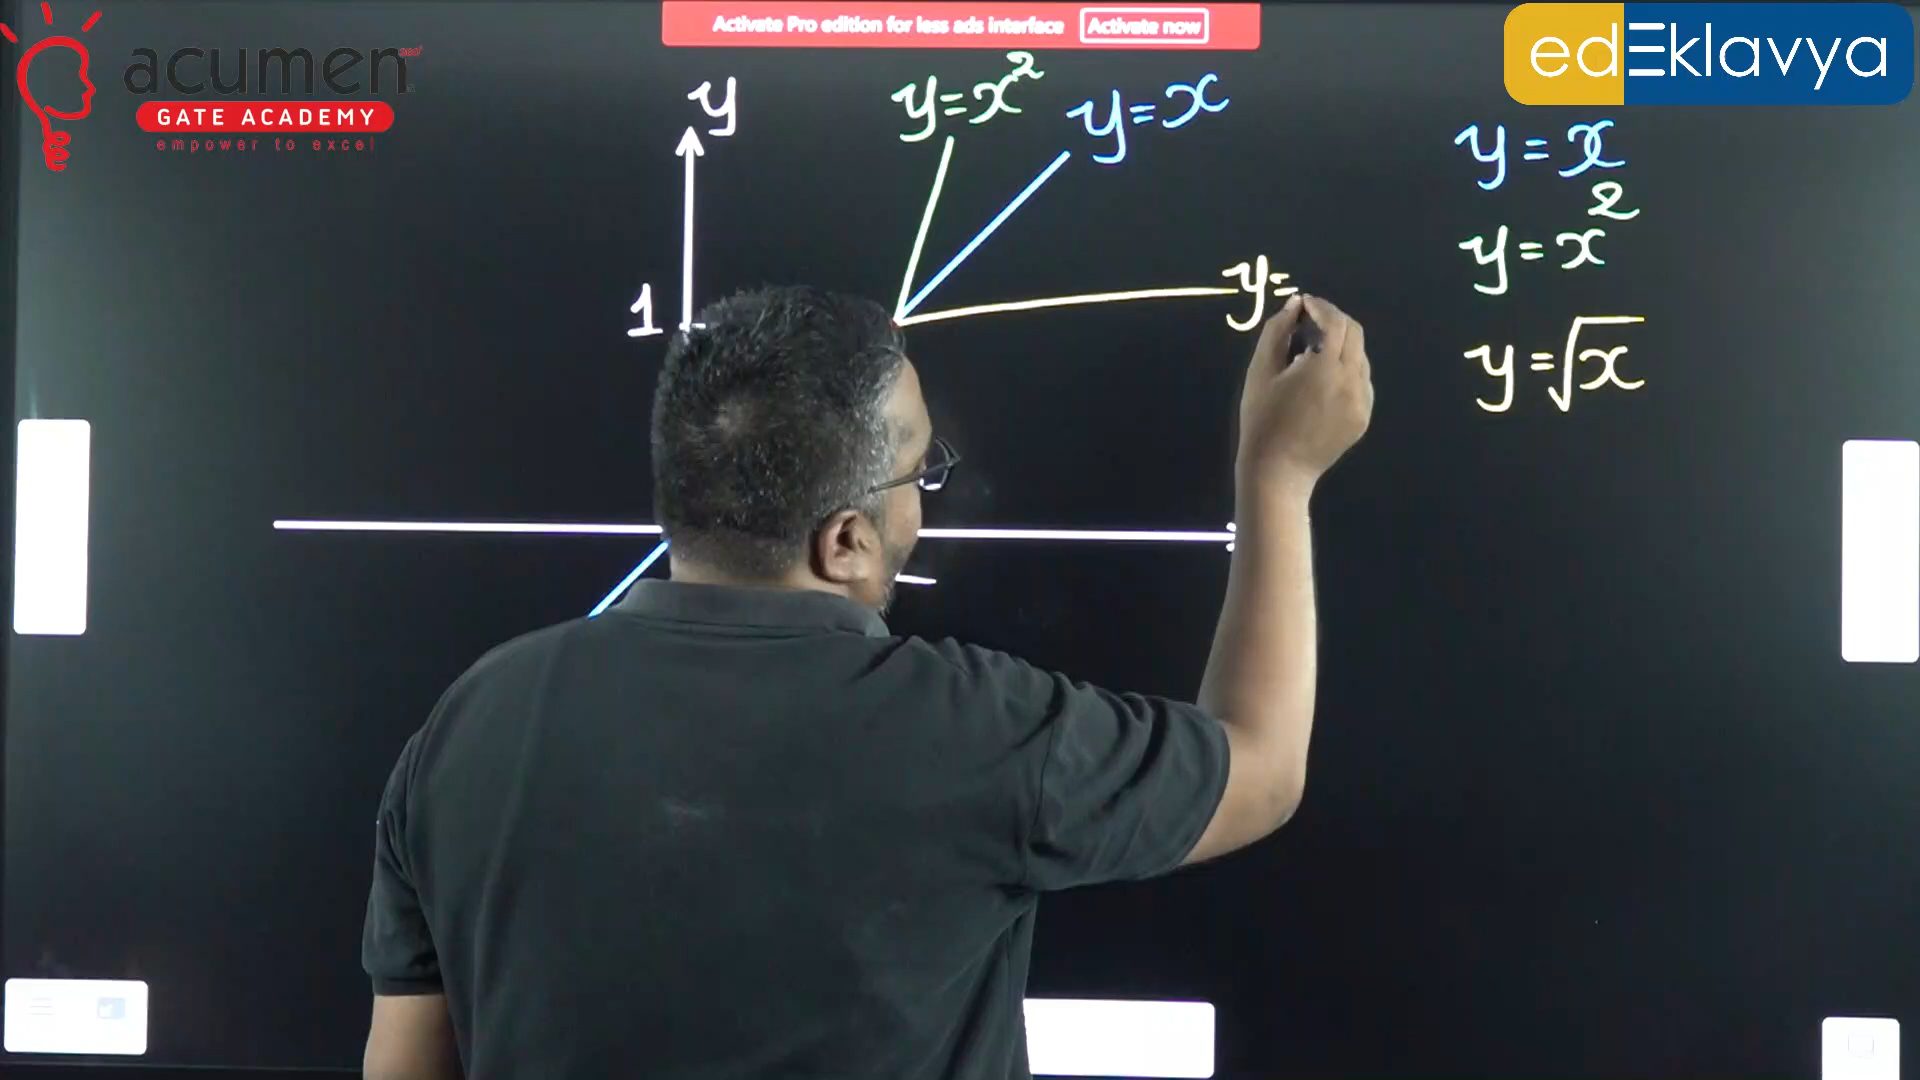 Activate Pro edition for less ads interface Activate now
acumen
GATE ACADEMY
empower to excel
edEklavya
y
y=x²
y=x
1
y=
y=x
y=x²
y=√x